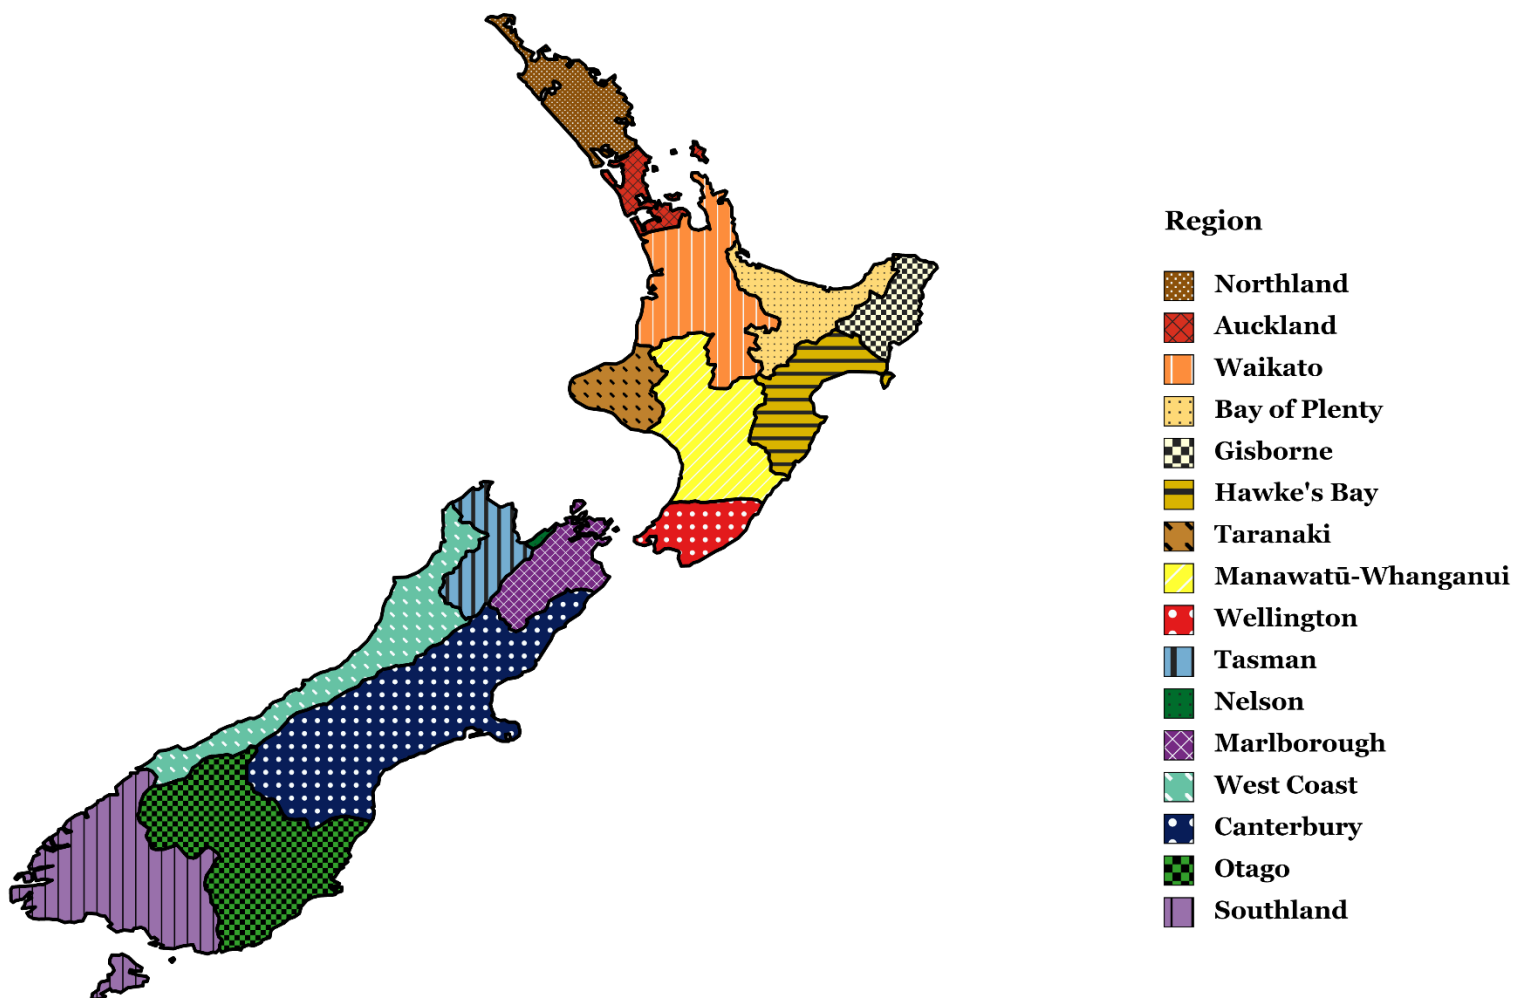 Region
Northland
Auckland
Waikato
Bay of Plenty
Gisborne
Hawke's Bay
Taranaki
Manawatū-Whanganui
Wellington
Tasman
Nelson
Marlborough
West Coast
Canterbury
Otago
Southland